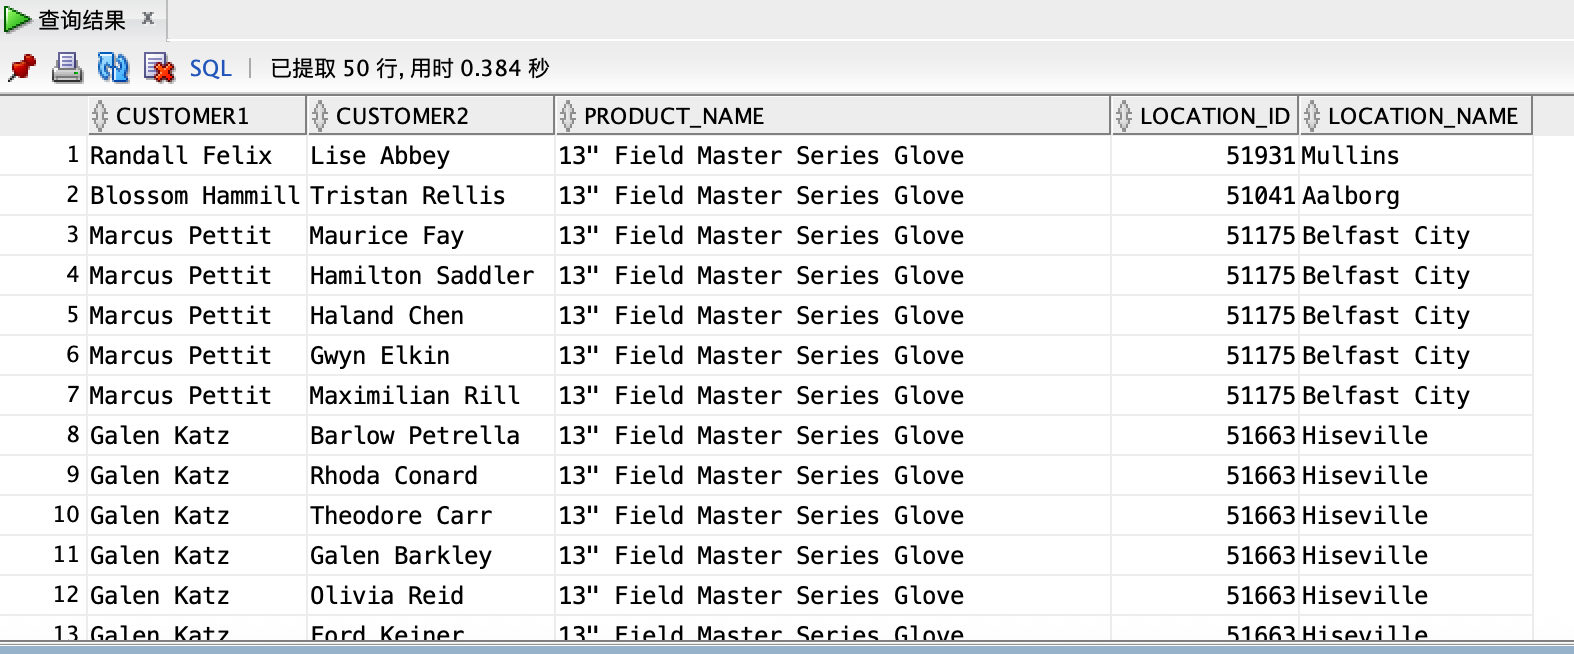 查询结果 x
SQL | 已提取 50 行, 用时 0.384 秒
CUSTOMER1 CUSTOMER2 PRODUCT_NAME LOCATION_ID LOCATION_NAME
1 Randall Felix Lise Abbey 13" Field Master Series Glove 51931 Mullins
2 Blossom Hammill Tristan Rellis 13" Field Master Series Glove 51041 Aalborg
3 Marcus Pettit Maurice Fay 13" Field Master Series Glove 51175 Belfast City
4 Marcus Pettit Hamilton Saddler 13" Field Master Series Glove 51175 Belfast City
5 Marcus Pettit Haland Chen 13" Field Master Series Glove 51175 Belfast City
6 Marcus Pettit Gwyn Elkin 13" Field Master Series Glove 51175 Belfast City
7 Marcus Pettit Maximilian Rill 13" Field Master Series Glove 51175 Belfast City
8 Galen Katz Barlow Petrella 13" Field Master Series Glove 51663 Hiseville
9 Galen Katz Rhoda Conard 13" Field Master Series Glove 51663 Hiseville
10 Galen Katz Theodore Carr 13" Field Master Series Glove 51663 Hiseville
11 Galen Katz Galen Barkley 13" Field Master Series Glove 51663 Hiseville
12 Galen Katz Olivia Reid 13" Field Master Series Glove 51663 Hiseville
13 Galen Katz Ford Keiner 13" Field Master Series Glove 51663 Hiseville